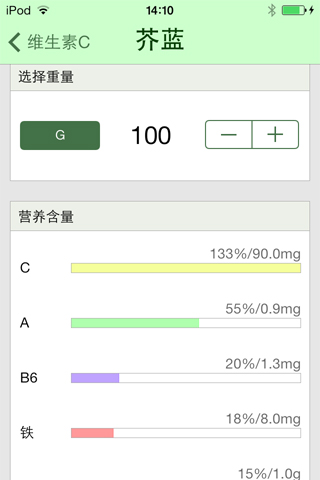 iPod 14:10
维生素C 芥蓝
选择重量
G 100 — +
营养含量
133%/90.0mg
C
55%/0.9mg
A
20%/1.3mg
B6
18%/8.0mg
铁
15%/1.0g